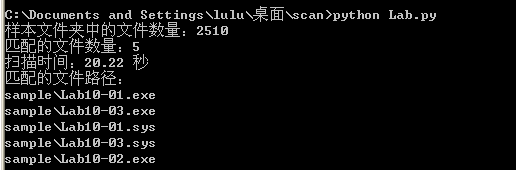 C:\Documents and Settings\lulu\桌面\scan>python Lab.py
样本文件夹中的文件数量：2510
匹配的文件数量：5
扫描时间：20.22 秒
匹配的文件路径：
sample\Lab10-01.exe
sample\Lab10-03.exe
sample\Lab10-01.sys
sample\Lab10-03.sys
sample\Lab10-02.exe